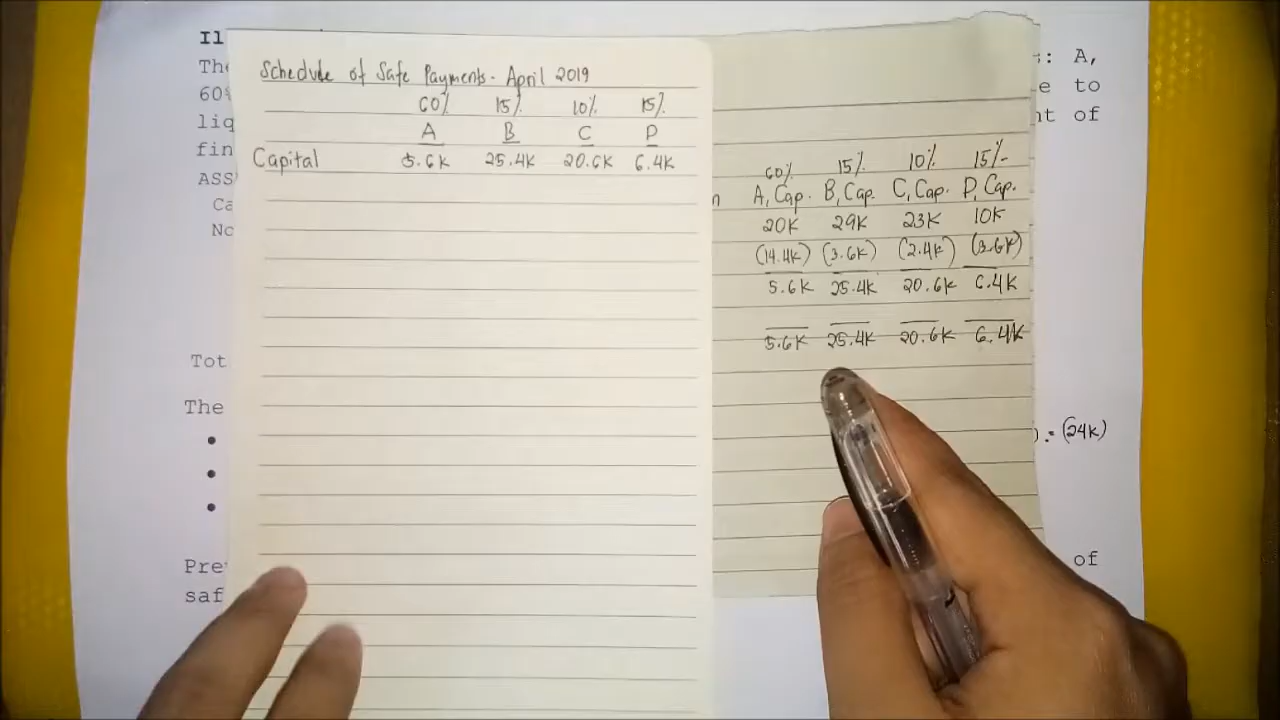 Il
The
60%
liq
fin
ASS
Ca
No
Tot
The
Pre
saf
Schedule of Safe Payments - April 2019
60% 15% 10% 15%
A B C D
Capital 5.6K 25.4K 20.6K 6.4K
60% 15% 10% 15%
n A, Cap. B, Cap. C, Cap. D, Cap.
20K 29K 23K 10K
(14.4K) (3.6K) (2.4K) (3.6K)
5.6K 25.4K 20.6K 6.4K
5.6K 25.4K 20.6K 6.4K
: A,
e to
t of
). = (24K)
of